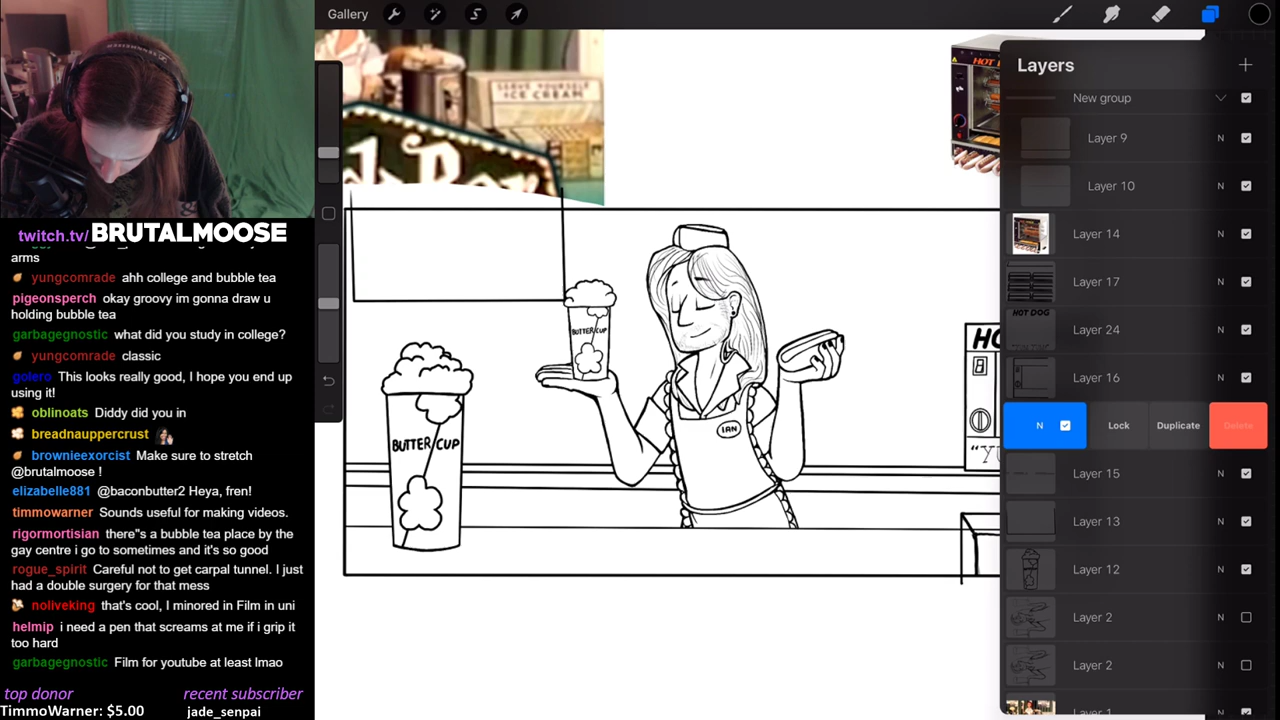 twitch.tv/BRUTALMOOSE
arms
yungcomrade ahh college and bubble tea
pigeonsperch okay groovy im gonna draw u
holding bubble tea
garbagegnostic what did you study in college?
yungcomrade classic
golero This looks really good, I hope you end up
using it!
oblinoats Diddy did you in
breadnauppercrust
brownieexorcist Make sure to stretch
@brutalmoose !
elizabelle881 @baconbutter2 Heya, fren!
timmowarner Sounds useful for making videos.
rigormortisian there"s a bubble tea place by the
gay centre i go to sometimes and it's so good
rogue_spirit Careful not to get carpal tunnel. I just
had a double surgery for that mess
noliveking that's cool, I minored in Film in uni
helmip i need a pen that screams at me if i grip it
too hard
garbagegnostic Film for youtube at least lmao
top donor
TimmoWarner: $5.00
recent subscriber
jade_senpai
Gallery
SERVE YOURSELF
ICE CREAM
HOT
BUTTER CUP
BUTTER CUP
IAN
HO
"YU
Layers
New group
Layer 9 N
Layer 10 N
Layer 14 N
Layer 17 N
HOT DOG
Layer 24 N
Layer 16 N
N
Lock
Duplicate
Delete
Layer 15 N
Layer 13 N
Layer 12 N
Layer 2 N
Layer 2 N
Layer 1 N